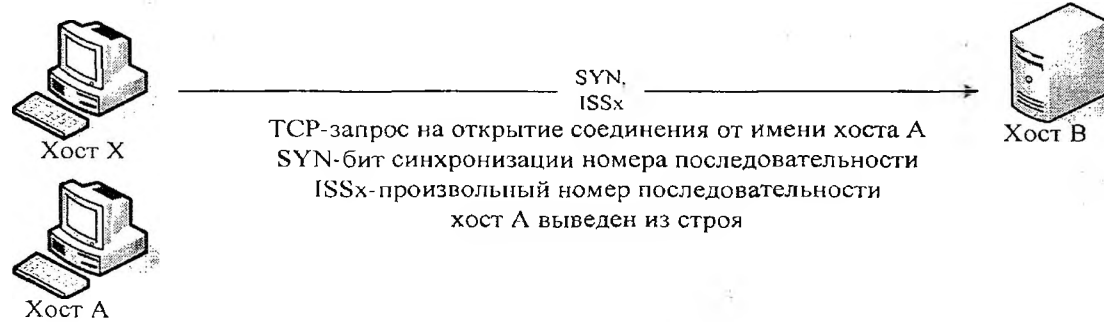 SYN,
ISSx
TCP-запрос на открытие соединения от имени хоста А
SYN-бит синхронизации номера последовательности
ISSx-произвольный номер последовательности
хост А выведен из строя
Хост X
Хост B
Хост А